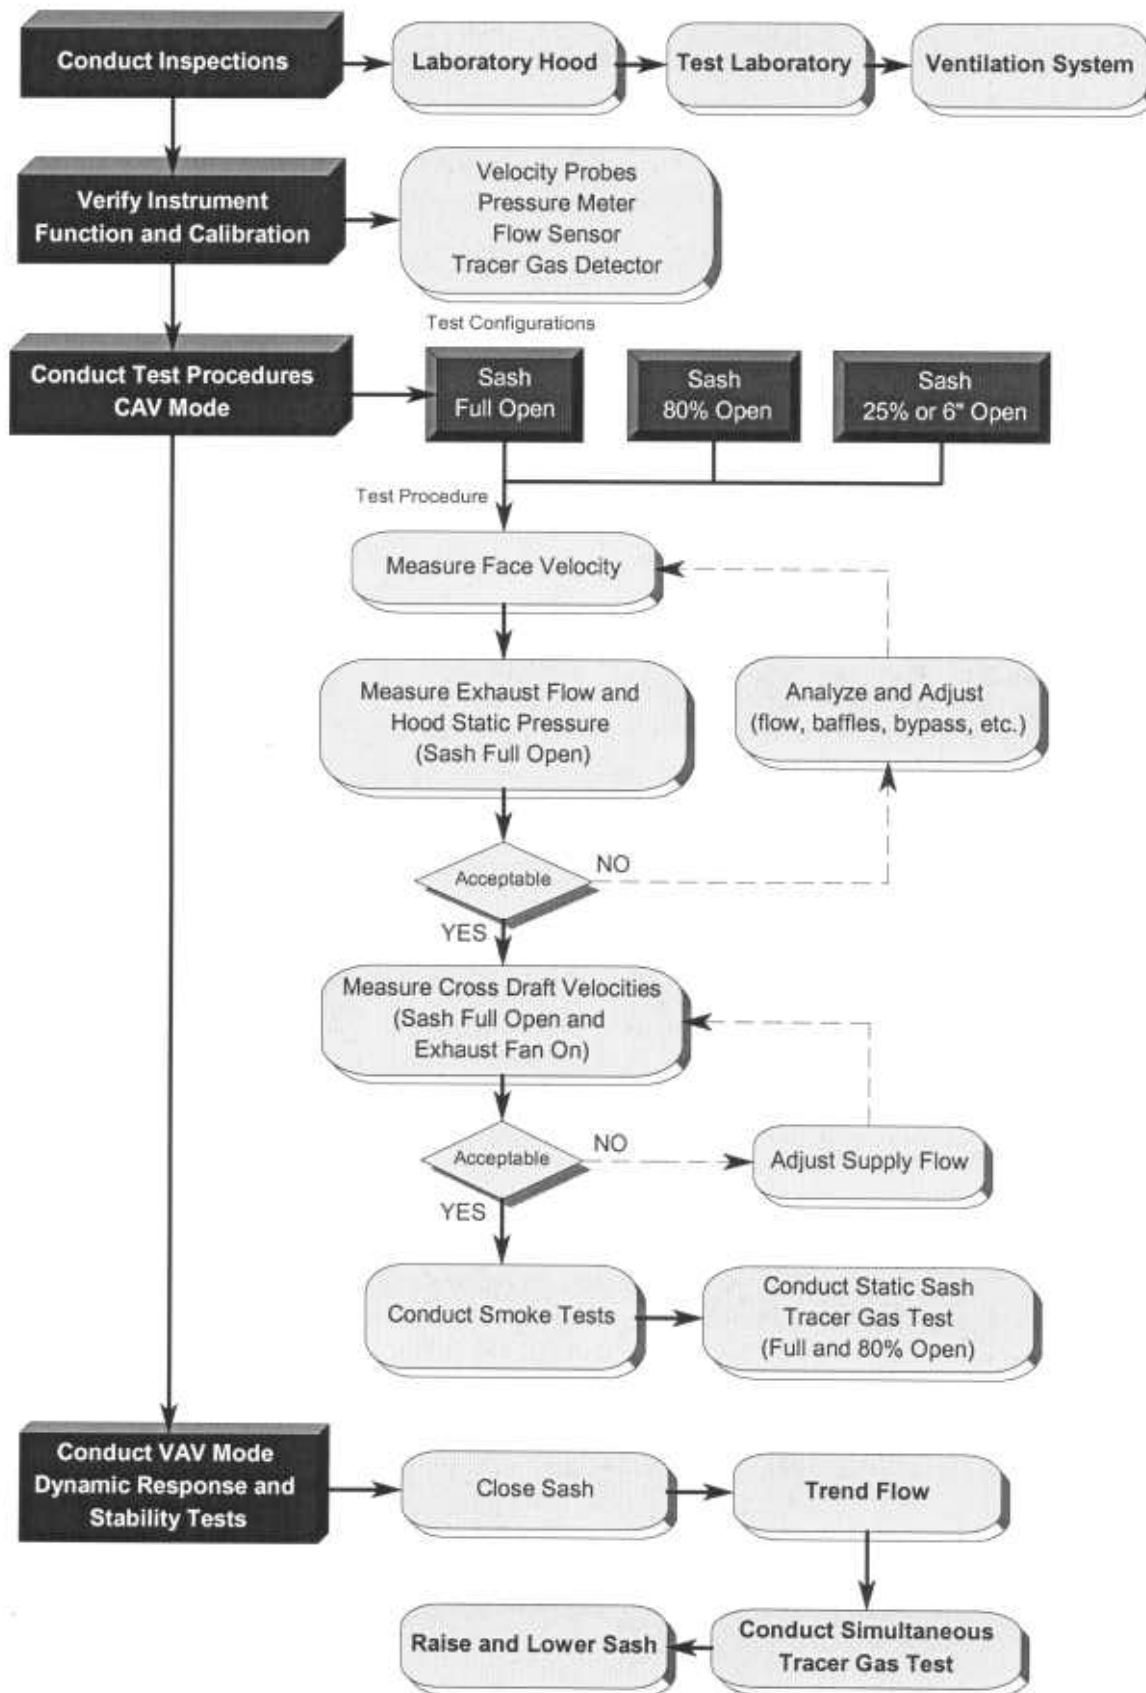 Conduct Inspections
Laboratory Hood
Test Laboratory
Ventilation System
Verify Instrument
Function and Calibration
Velocity Probes
Pressure Meter
Flow Sensor
Tracer Gas Detector
Test Configurations
Conduct Test Procedures
CAV Mode
Sash
Full Open
Sash
80% Open
Sash
25% or 6" Open
Test Procedure
Measure Face Velocity
Measure Exhaust Flow and
Hood Static Pressure
(Sash Full Open)
Analyze and Adjust
(flow, baffles, bypass, etc.)
Acceptable
NO
YES
Measure Cross Draft Velocities
(Sash Full Open and
Exhaust Fan On)
Acceptable
NO
Adjust Supply Flow
YES
Conduct Smoke Tests
Conduct Static Sash
Tracer Gas Test
(Full and 80% Open)
Conduct VAV Mode
Dynamic Response and
Stability Tests
Close Sash
Trend Flow
Raise and Lower Sash
Conduct Simultaneous
Tracer Gas Test